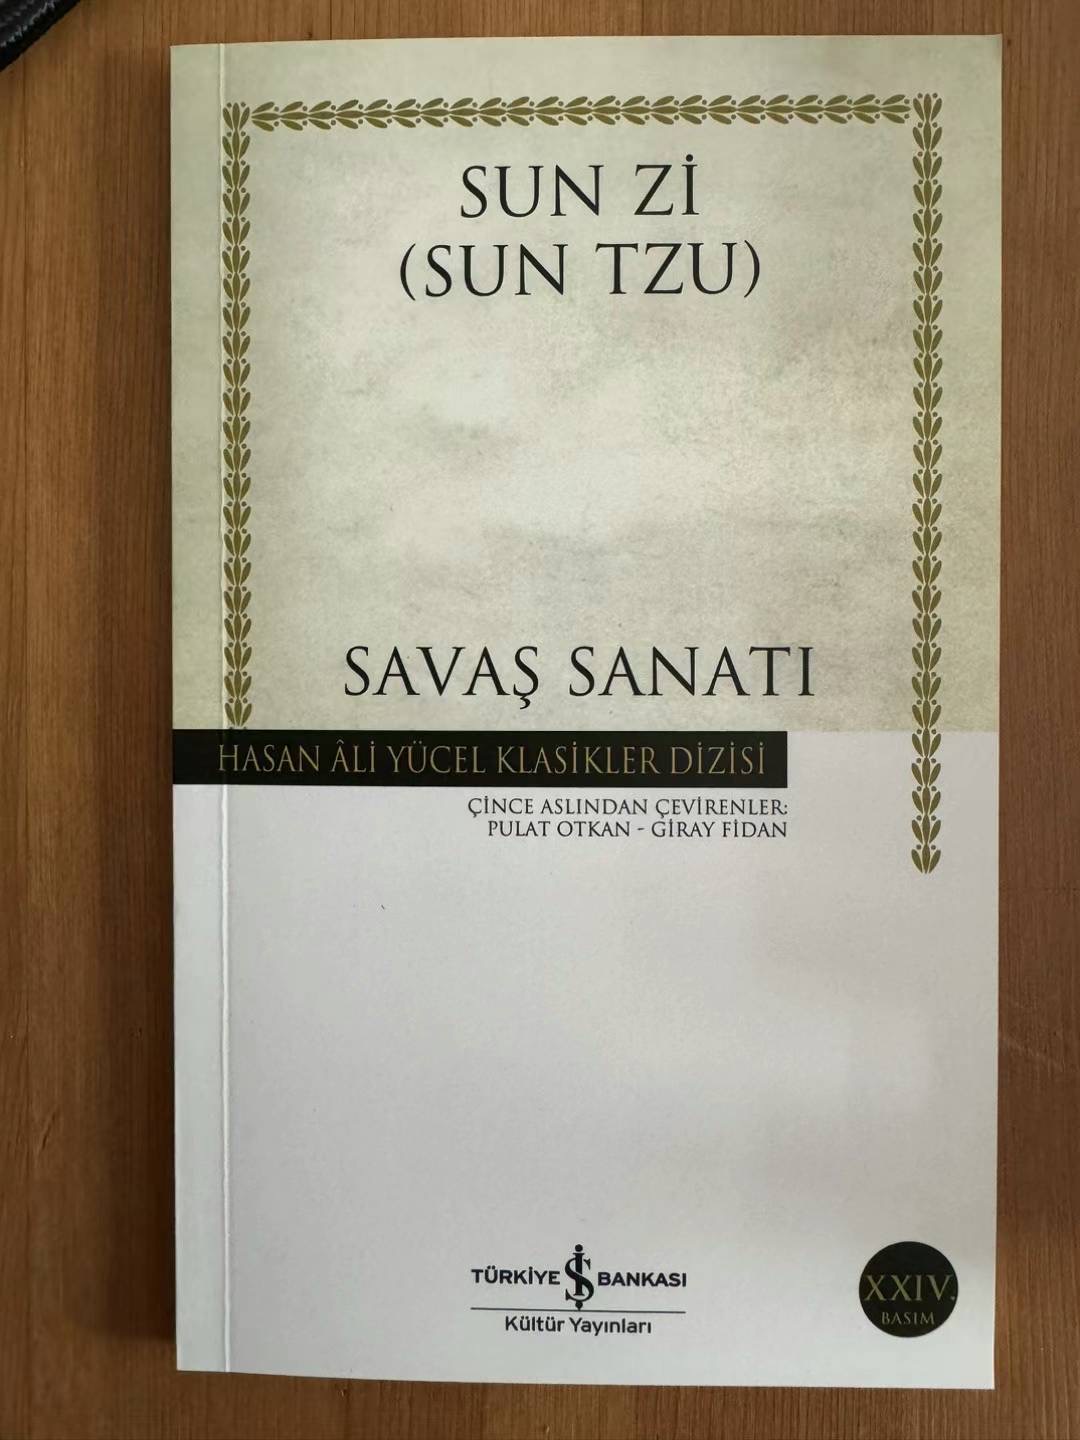 SUN Zİ
(SUN TZU)
SAVAŞ SANATI
HASAN ÂLİ YÜCEL KLASİKLER DİZİSİ
ÇİNCE ASLINDAN ÇEVİRENLER:
PULAT OTKAN - GİRAY FİDAN
TÜRKİYE İŞ BANKASI
Kültür Yayınları
XXIV.
BASIM